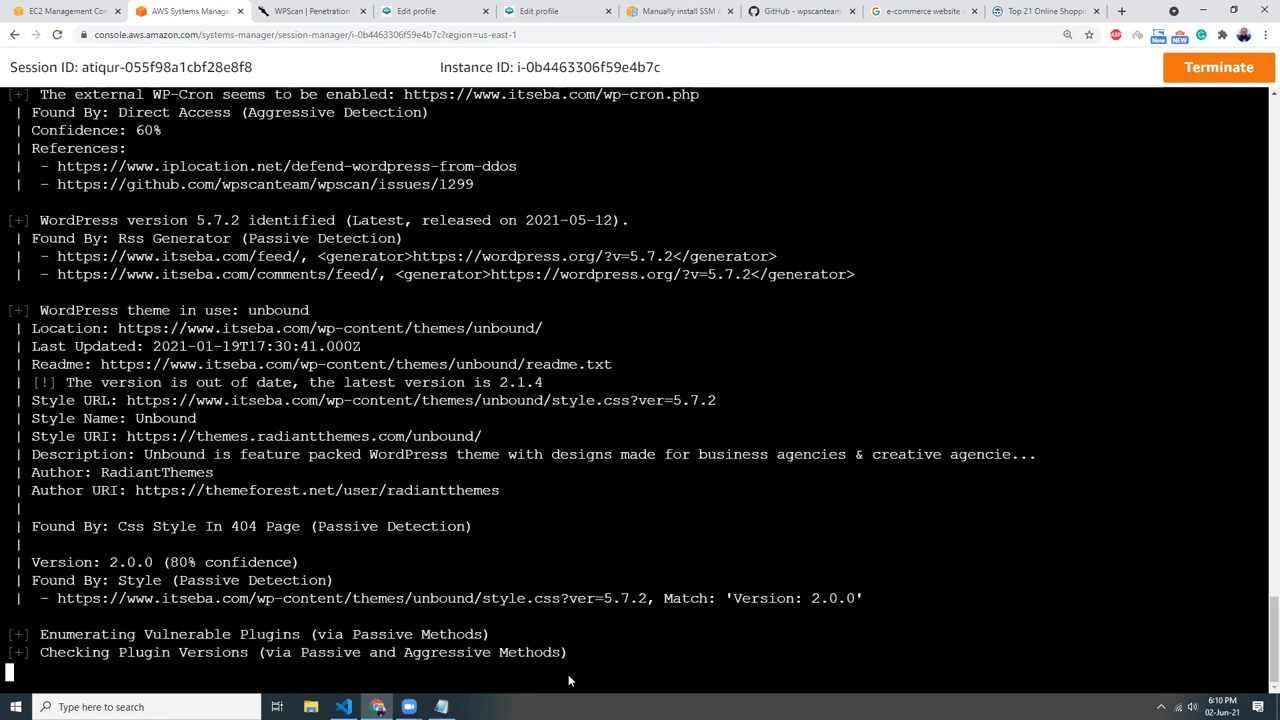 EC2 Management Co
AWS Systems Manage
WPScan | Penetration T
Edit profile
Edit profile
Manually install SSM A
GitHub - wpscanteam,
e-commerce website
Top 21 Online Shoppi
console.aws.amazon.com/systems-manager/session-manager/i-0b4463306f59e4b7c?region=us-east-1
ABP
New
New
Session ID: atiqur-055f98a1cbf28e8f8
Instance ID: i-0b4463306f59e4b7c
Terminate
[+] The external WP-Cron seems to be enabled: https://www.itseba.com/wp-cron.php
| Found By: Direct Access (Aggressive Detection)
| Confidence: 60%
| References:
| - https://www.iplocation.net/defend-wordpress-from-ddos
| - https://github.com/wpscanteam/wpscan/issues/1299
[+] WordPress version 5.7.2 identified (Latest, released on 2021-05-12).
| Found By: Rss Generator (Passive Detection)
| - https://www.itseba.com/feed/, <generator>https://wordpress.org/?v=5.7.2</generator>
| - https://www.itseba.com/comments/feed/, <generator>https://wordpress.org/?v=5.7.2</generator>
[+] WordPress theme in use: unbound
| Location: https://www.itseba.com/wp-content/themes/unbound/
| Last Updated: 2021-01-19T17:30:41.000Z
| Readme: https://www.itseba.com/wp-content/themes/unbound/readme.txt
| [!] The version is out of date, the latest version is 2.1.4
| Style URL: https://www.itseba.com/wp-content/themes/unbound/style.css?ver=5.7.2
| Style Name: Unbound
| Style URI: https://themes.radiantthemes.com/unbound/
| Description: Unbound is feature packed WordPress theme with designs made for business agencies & creative agencie...
| Author: RadiantThemes
| Author URI: https://themeforest.net/user/radiantthemes
|
| Found By: Css Style In 404 Page (Passive Detection)
|
| Version: 2.0.0 (80% confidence)
| Found By: Style (Passive Detection)
| - https://www.itseba.com/wp-content/themes/unbound/style.css?ver=5.7.2, Match: 'Version: 2.0.0'
[+] Enumerating Vulnerable Plugins (via Passive Methods)
[+] Checking Plugin Versions (via Passive and Aggressive Methods)
Type here to search
6:10 PM
02-Jun-21